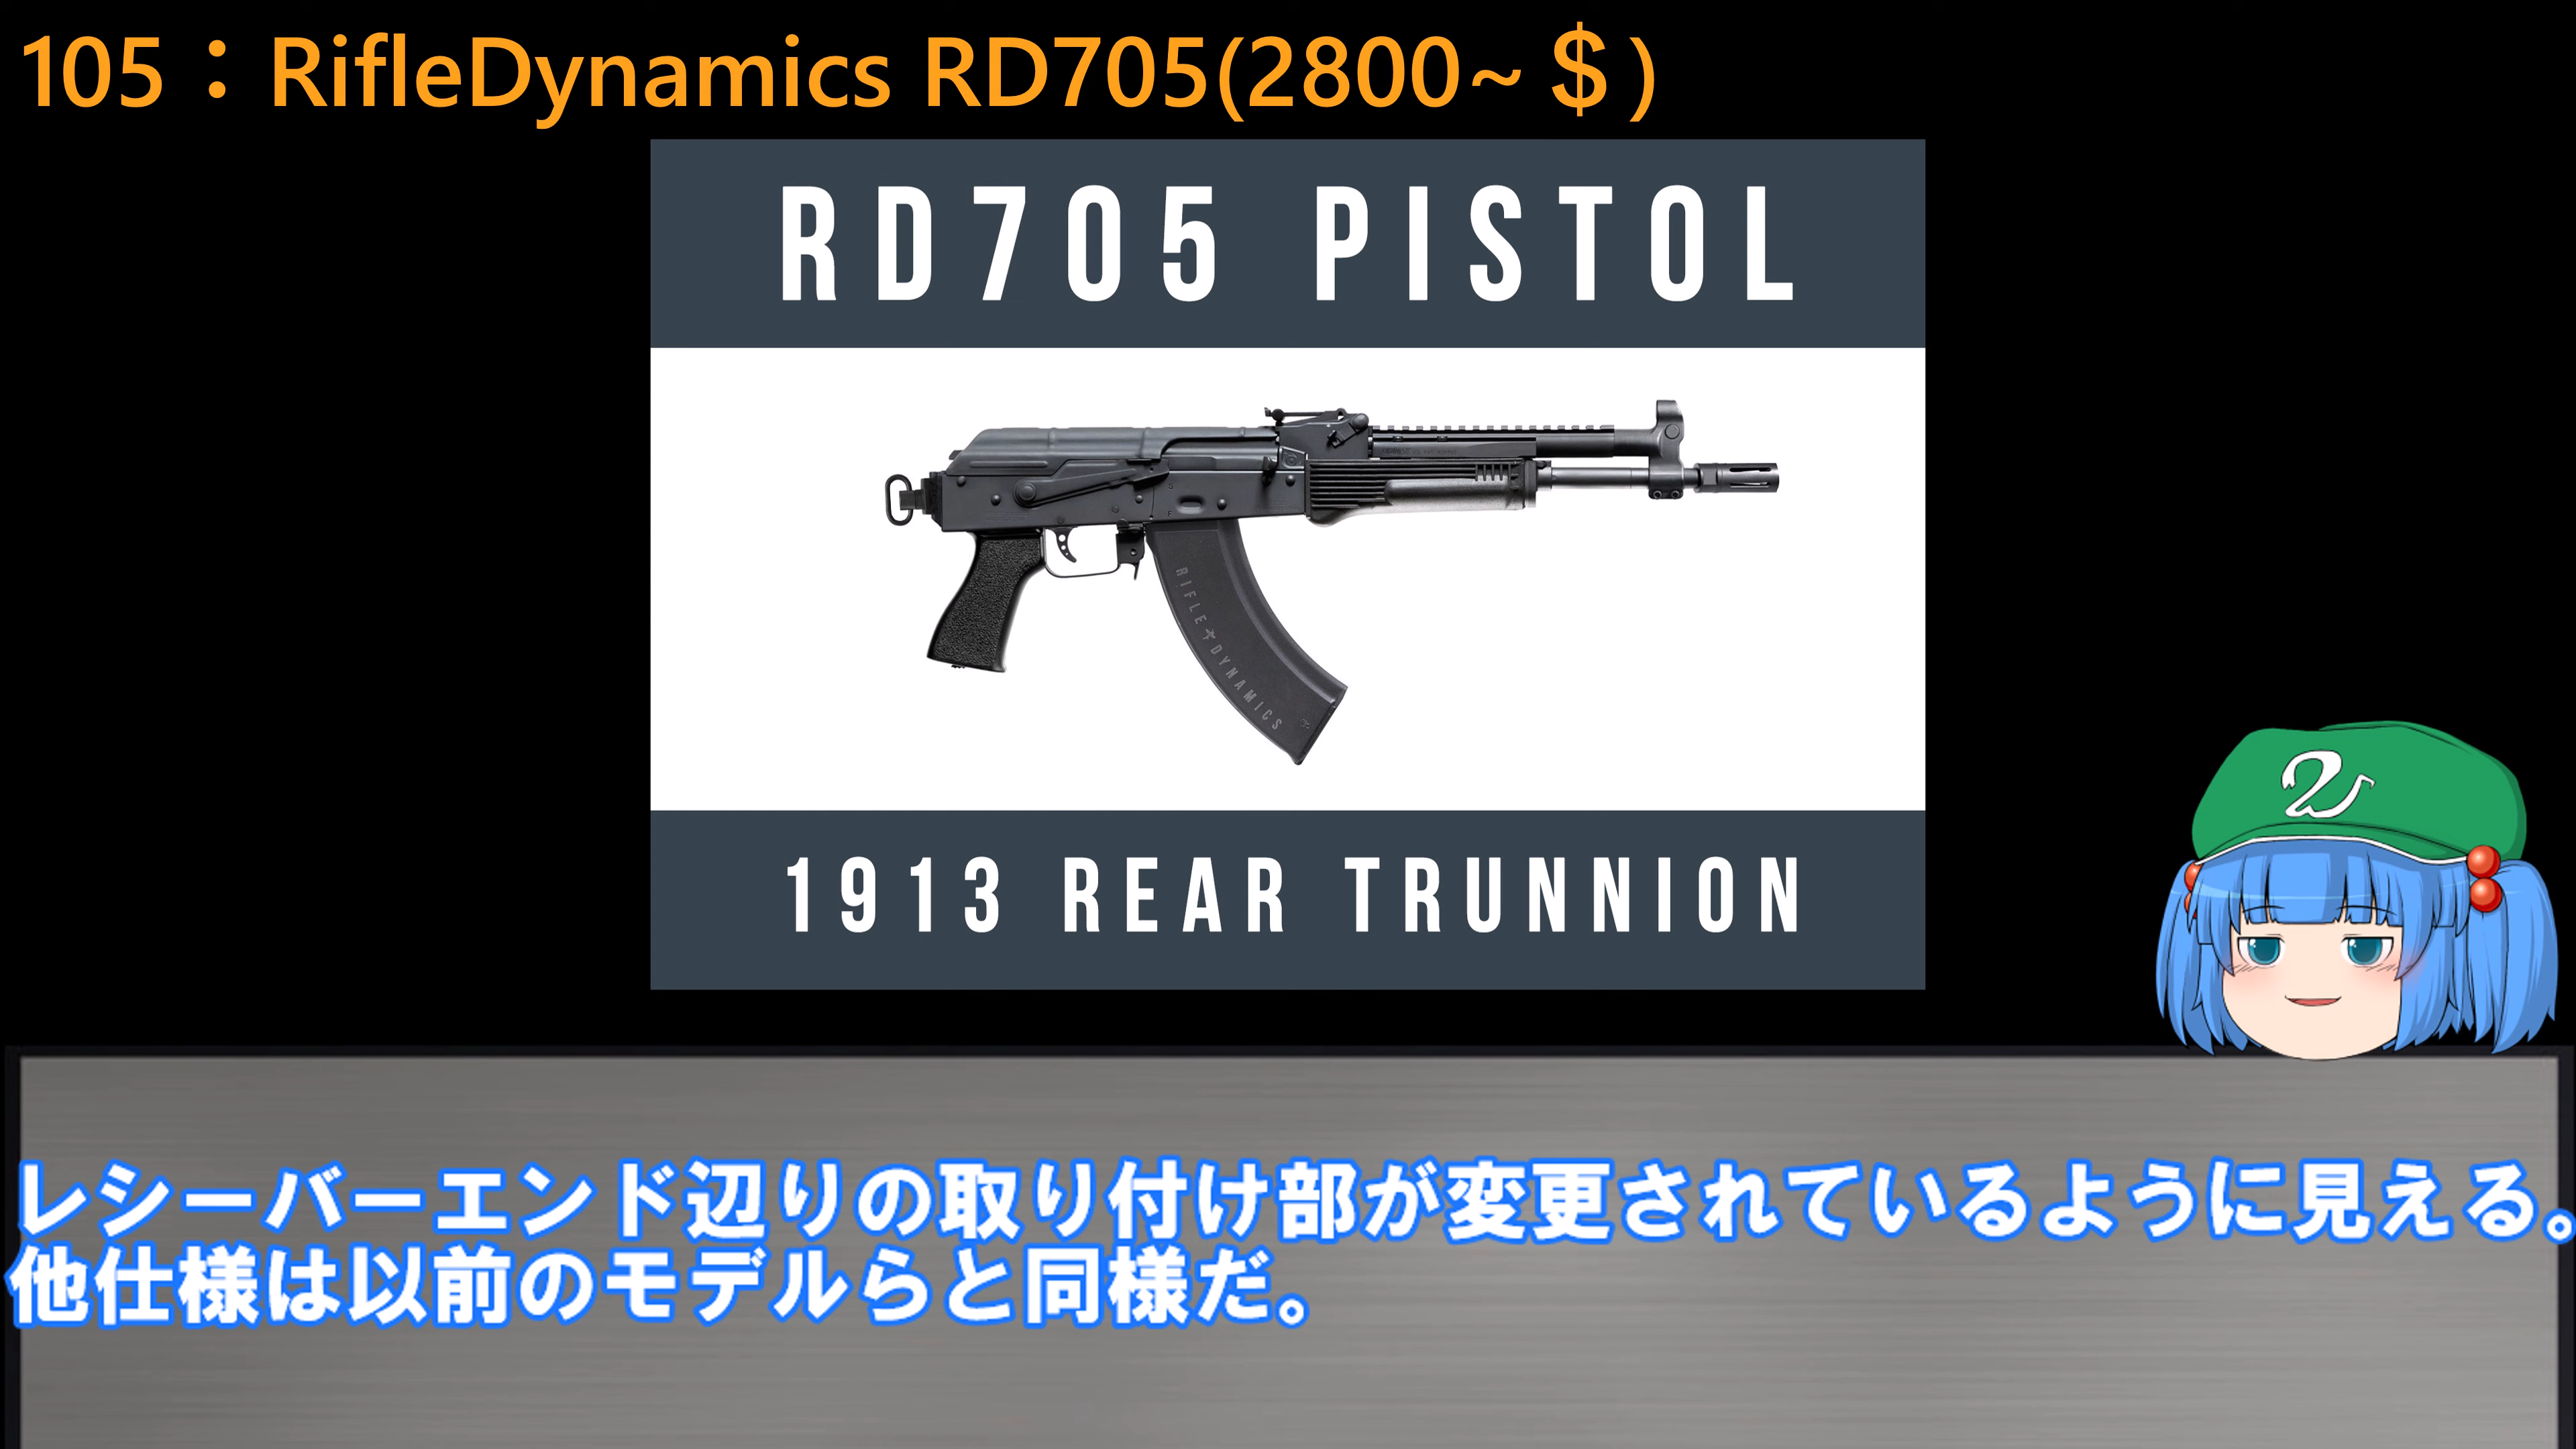 105：RifleDynamics RD705(2800~＄)
RD705 PISTOL
RIFLE DYNAMICS
1913 REAR TRUNNION
レシーバーエンド辺りの取り付け部が変更されているように見える。
他仕様は以前のモデルらと同様だ。